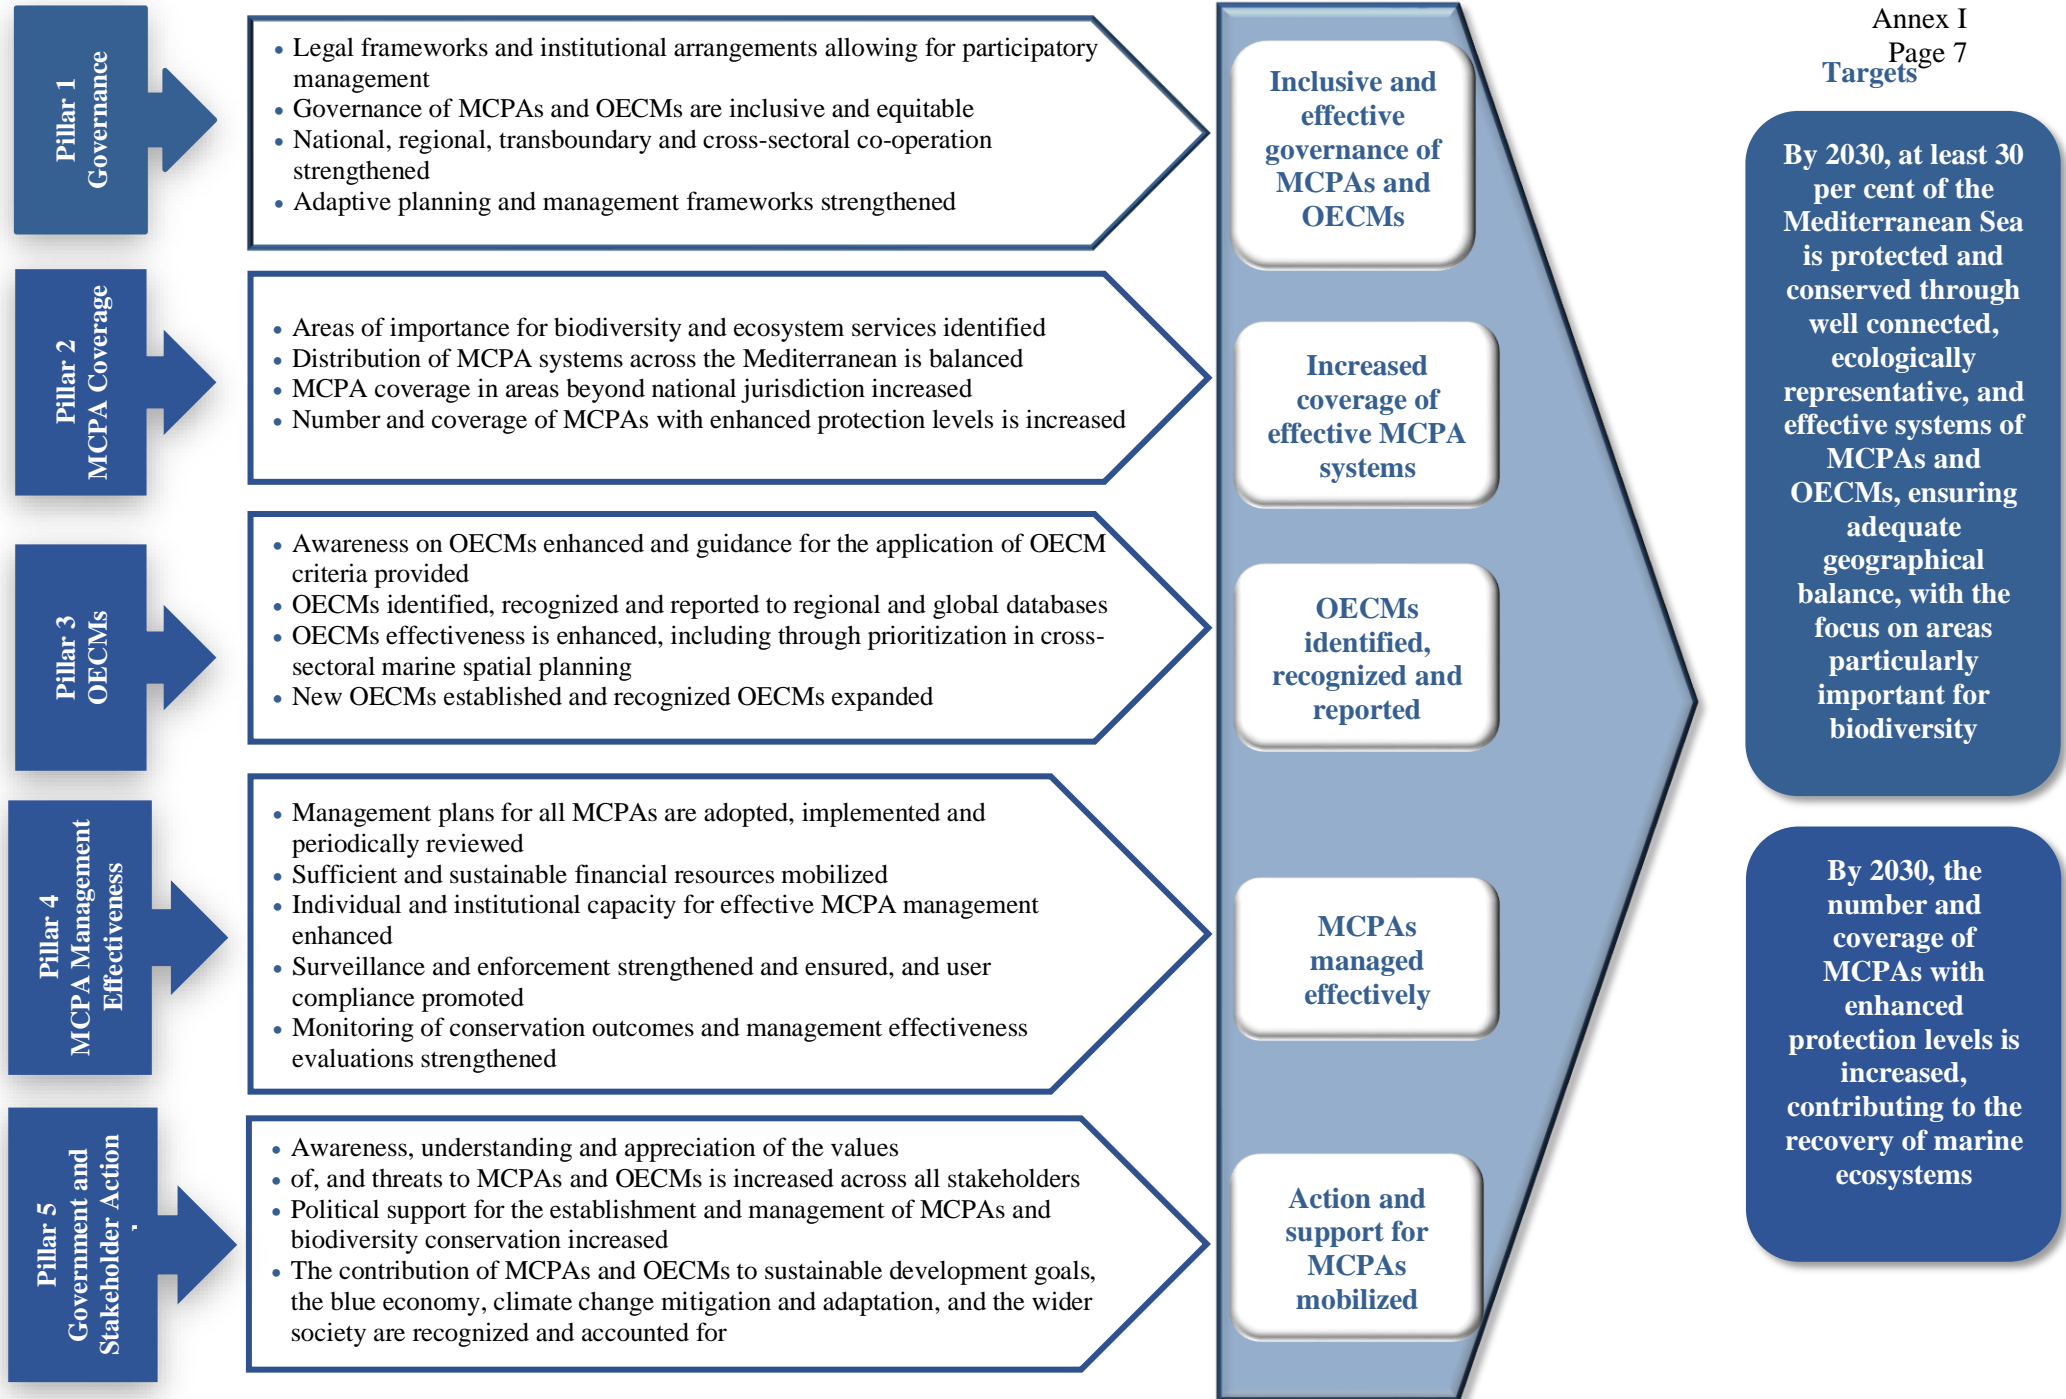 Annex I
Page 7
Pillar 1
Governance
• Legal frameworks and institutional arrangements allowing for participatory
management
• Governance of MCPAs and OECMs are inclusive and equitable
• National, regional, transboundary and cross-sectoral co-operation
strengthened
• Adaptive planning and management frameworks strengthened
Inclusive and
effective
governance of
MCPAs and
OECMs
Pillar 2
MCPA Coverage
• Areas of importance for biodiversity and ecosystem services identified
• Distribution of MCPA systems across the Mediterranean is balanced
• MCPA coverage in areas beyond national jurisdiction increased
• Number and coverage of MCPAs with enhanced protection levels is increased
Increased
coverage of
effective MCPA
systems
Pillar 3
OECMs
• Awareness on OECMs enhanced and guidance for the application of OECM
criteria provided
• OECMs identified, recognized and reported to regional and global databases
• OECMs effectiveness is enhanced, including through prioritization in cross-
sectoral marine spatial planning
• New OECMs established and recognized OECMs expanded
OECMs
identified,
recognized and
reported
Pillar 4
MCPA Management
Effectiveness
• Management plans for all MCPAs are adopted, implemented and
periodically reviewed
• Sufficient and sustainable financial resources mobilized
• Individual and institutional capacity for effective MCPA management
enhanced
• Surveillance and enforcement strengthened and ensured, and user
compliance promoted
• Monitoring of conservation outcomes and management effectiveness
evaluations strengthened
MCPAs
managed
effectively
Pillar 5
Government and
Stakeholder Action
• Awareness, understanding and appreciation of the values
• of, and threats to MCPAs and OECMs is increased across all stakeholders
• Political support for the establishment and management of MCPAs and
biodiversity conservation increased
• The contribution of MCPAs and OECMs to sustainable development goals,
the blue economy, climate change mitigation and adaptation, and the wider
society are recognized and accounted for
Action and
support for
MCPAs
mobilized
Targets
By 2030, at least 30
per cent of the
Mediterranean Sea
is protected and
conserved through
well connected,
ecologically
representative, and
effective systems of
MCPAs and
OECMs, ensuring
adequate
geographical
balance, with the
focus on areas
particularly
important for
biodiversity
By 2030, the
number and
coverage of
MCPAs with
enhanced
protection levels is
increased,
contributing to the
recovery of marine
ecosystems